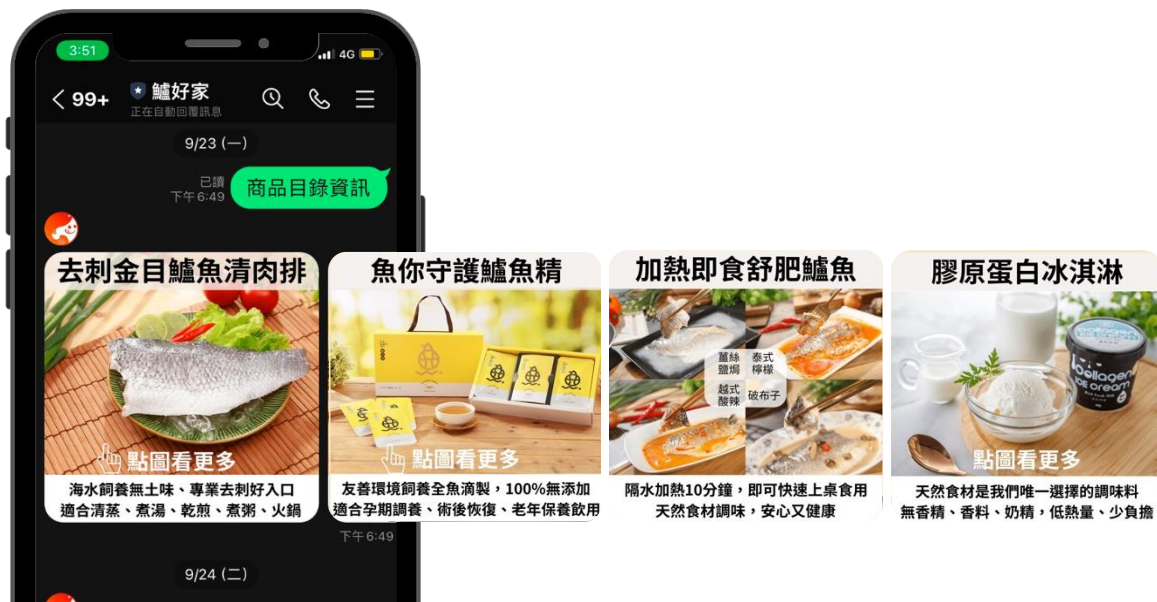 3:51
4G
99+
鱸好家
正在自動回覆訊息
9/23 (一)
已讀
下午 6:49
商品目錄資訊
去刺金目鱸魚清肉排
點圖看更多
海水飼養無土味、專業去刺好入口
適合清蒸、煮湯、乾煎、煮粥、火鍋
魚你守護鱸魚精
點圖看更多
友善環境飼養全魚滴製，100%無添加
適合孕期調養、術後恢復、老年保養飲用
加熱即食舒肥鱸魚
薑絲
鹽焗
泰式
檸檬
越式
酸辣
破布子
隔水加熱10分鐘，即可快速上桌食用
天然食材調味，安心又健康
膠原蛋白冰淇淋
collagen
ICE cream
點圖看更多
天然食材是我們唯一選擇的調味料
無香精、香料、奶精，低熱量、少負擔
下午 6:49
9/24 (二)